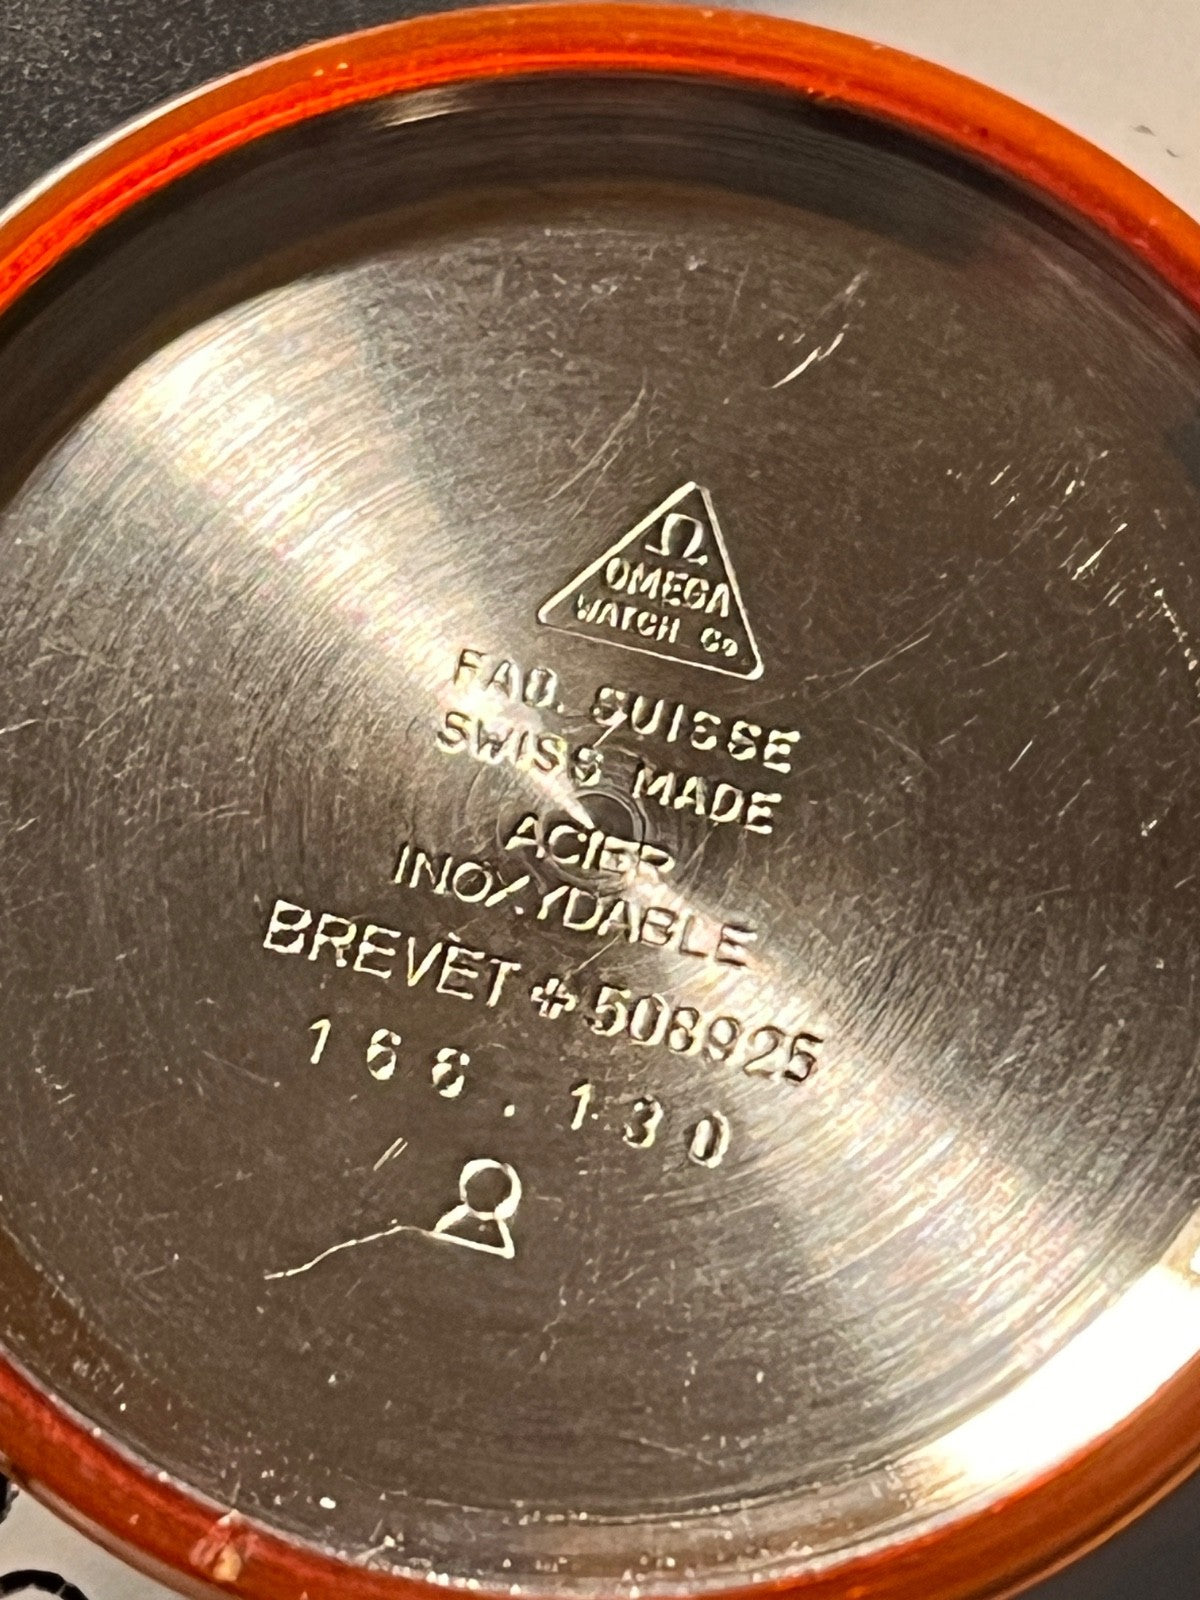 Ω
OMEGA
WATCH Co
FAB. SUISSE
SWISS MADE
ACIER
INOXYDABLE
BREVET + 508925
166.130